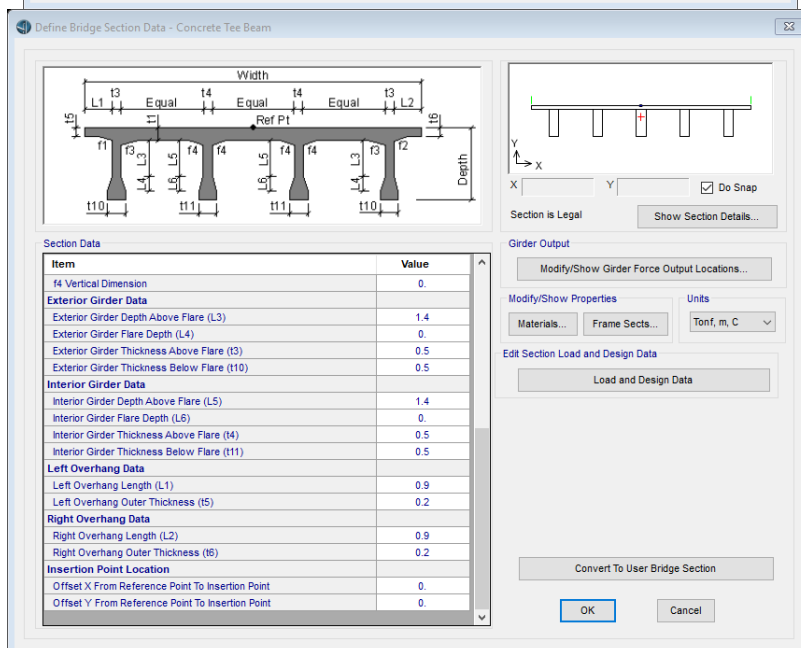 Define Bridge Section Data - Concrete Tee Beam
Width
t3 t4 t4 t3
L1 Equal Equal Equal L2
t5 t1 Ref Pt t6
f1 f3 L3 L5 f4 f4 L5 f4 L3 f3 f2 Depth
L4 L6 L6 L4
t10 t11 t11 t10
Y
X
X Y Do Snap
Section is Legal Show Section Details...
Section Data
Item Value
f4 Vertical Dimension 0.
Exterior Girder Data
Exterior Girder Depth Above Flare (L3) 1.4
Exterior Girder Flare Depth (L4) 0.
Exterior Girder Thickness Above Flare (t3) 0.5
Exterior Girder Thickness Below Flare (t10) 0.5
Interior Girder Data
Interior Girder Depth Above Flare (L5) 1.4
Interior Girder Flare Depth (L6) 0.
Interior Girder Thickness Above Flare (t4) 0.5
Interior Girder Thickness Below Flare (t11) 0.5
Left Overhang Data
Left Overhang Length (L1) 0.9
Left Overhang Outer Thickness (t5) 0.2
Right Overhang Data
Right Overhang Length (L2) 0.9
Right Overhang Outer Thickness (t6) 0.2
Insertion Point Location
Offset X From Reference Point To Insertion Point 0.
Offset Y From Reference Point To Insertion Point 0.
Girder Output
Modify/Show Girder Force Output Locations...
Modify/Show Properties
Materials... Frame Sects...
Units
Tonf, m, C
Edit Section Load and Design Data
Load and Design Data
Convert To User Bridge Section
OK Cancel